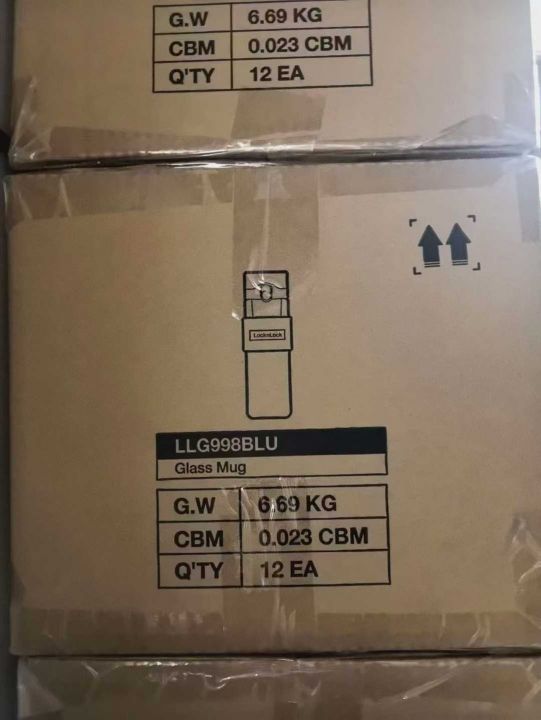 G.W 6.69 KG
CBM 0.023 CBM
Q'TY 12 EA
LocknLock
LLG998BLU
Glass Mug
G.W 6.69 KG
CBM 0.023 CBM
Q'TY 12 EA